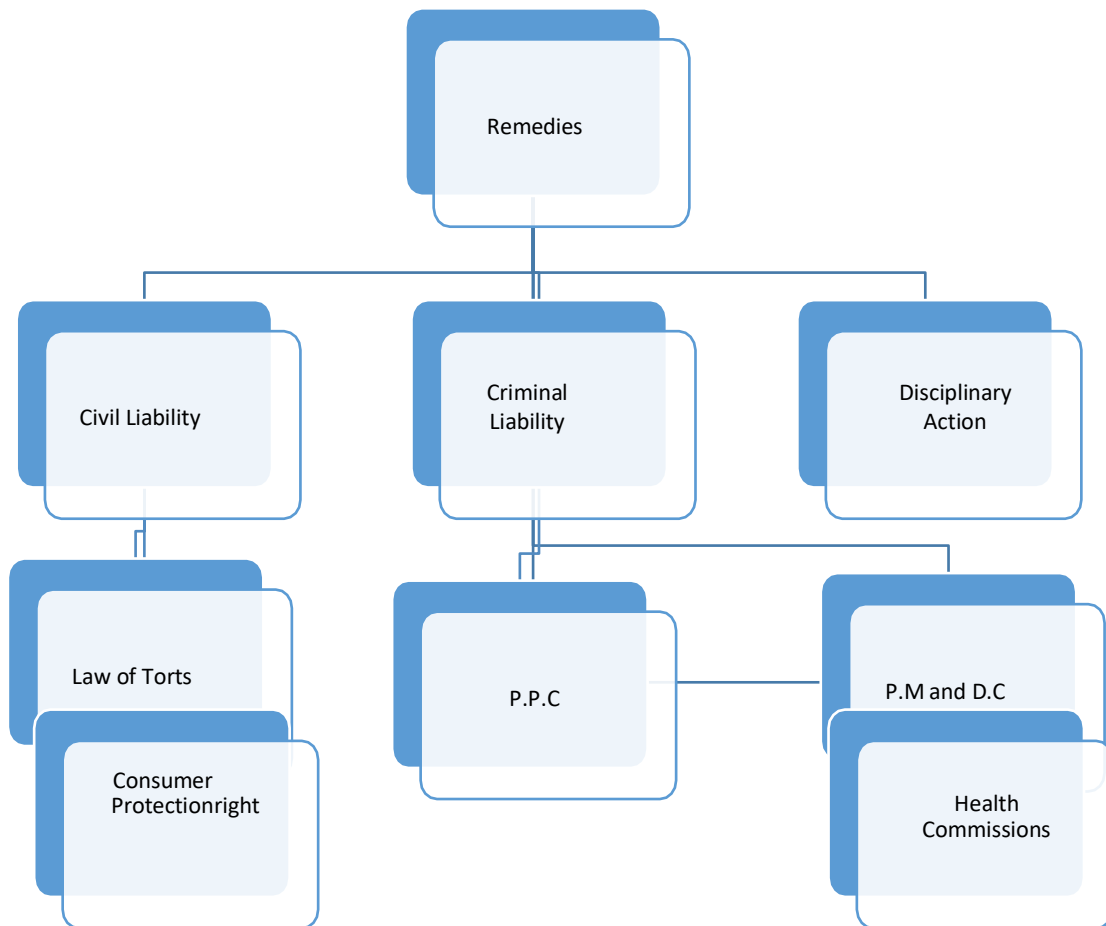 Remedies
Civil Liability
Criminal
Liability
Disciplinary
Action
Law of Torts
P.P.C
P.M and D.C
Consumer
Protectionright
Health
Commissions